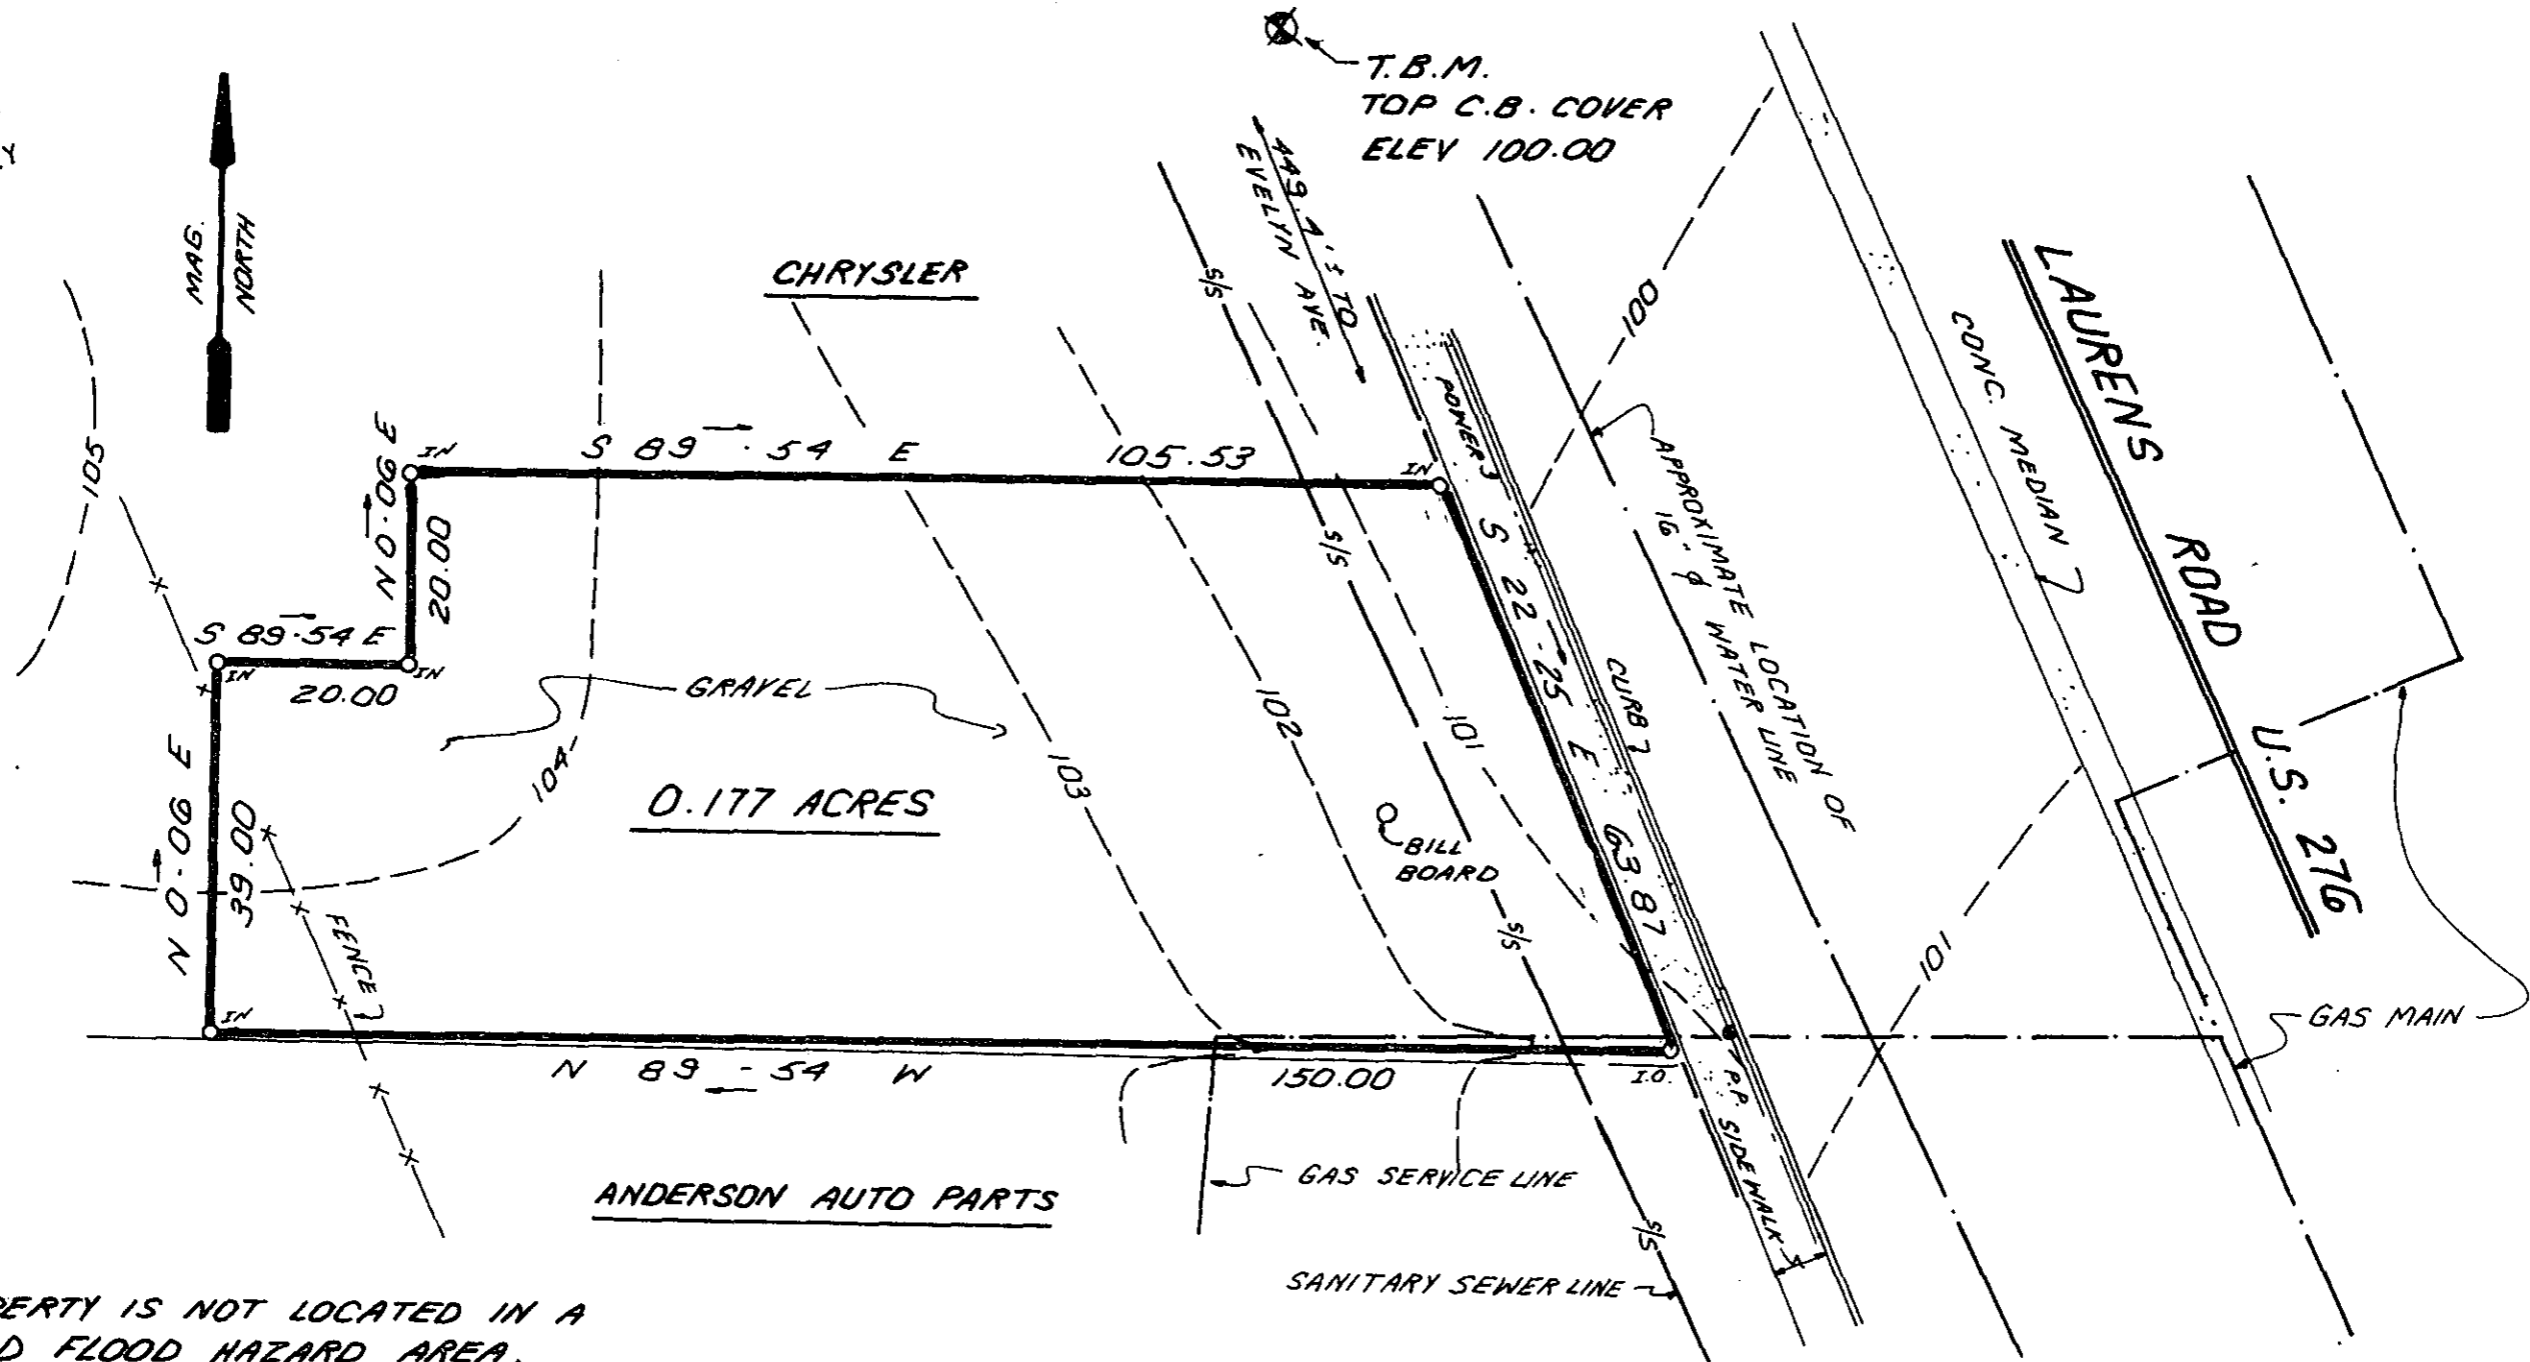 Y
T.B.M.
TOP C.B. COVER
ELEV 100.00
MAG.
NORTH
449.4'± TO
EVELYN AVE.
CHRYSLER
S/S
100
LAURENS
ROAD
U.S. 276
CONC. MEDIAN
105
IN
S 89 . 54 E
105.53
IN
POWER
N 0 . 06 E
20.00
S/S
APPROXIMATE LOCATION OF
16" φ WATER LINE
S 22 - 25 E 63.87
CURB
S 89.54 E
IN
IN
20.00
GRAVEL
104
103
102
101
0.177 ACRES
BILL
BOARD
N 0 . 06 E
39.00
FENCE
S/S
101
IN
N 89 - 54 W
150.00
I.O.
P.P.
SIDEWALK
GAS MAIN
ANDERSON AUTO PARTS
GAS SERVICE LINE
S/S
SANITARY SEWER LINE
PERTY IS NOT LOCATED IN A
D FLOOD HAZARD AREA.